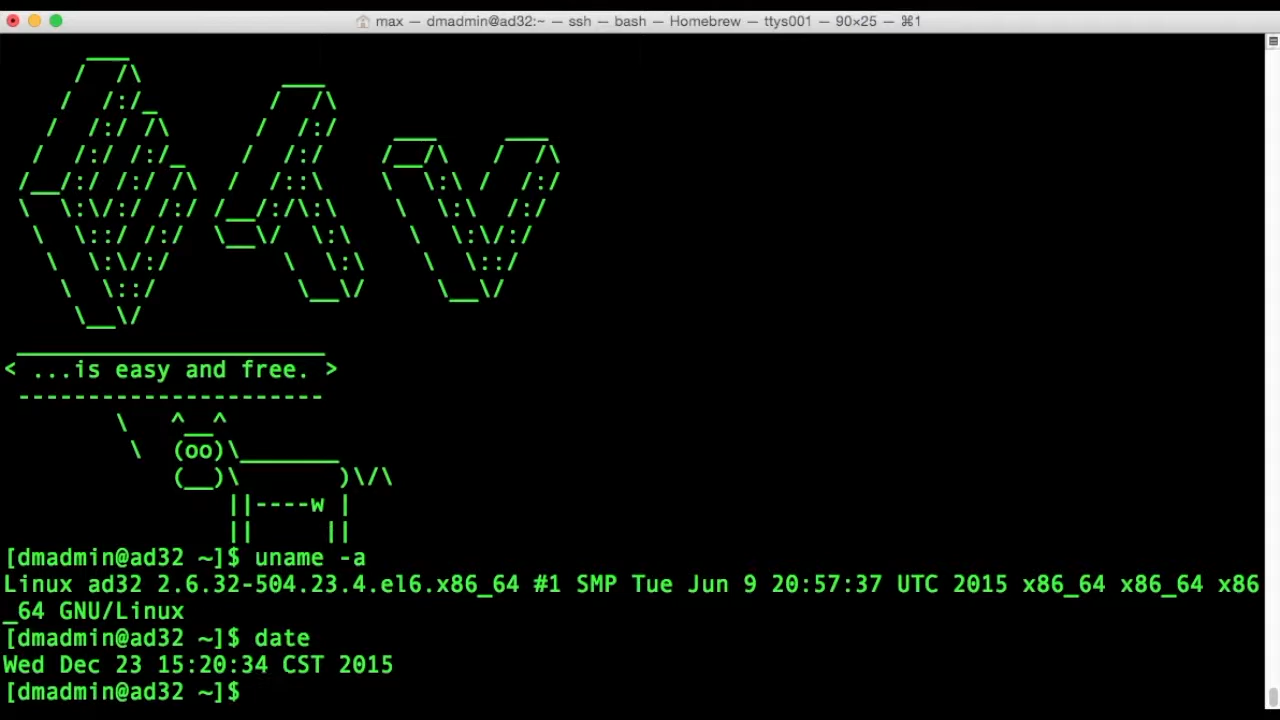 max — dmadmin@ad32:~ — ssh — bash — Homebrew — ttys001 — 90×25 — ⌘1
< ...is easy and free. >
[dmadmin@ad32 ~]$ uname -a
Linux ad32 2.6.32-504.23.4.el6.x86_64 #1 SMP Tue Jun 9 20:57:37 UTC 2015 x86_64 x86_64 x86
_64 GNU/Linux
[dmadmin@ad32 ~]$ date
Wed Dec 23 15:20:34 CST 2015
[dmadmin@ad32 ~]$